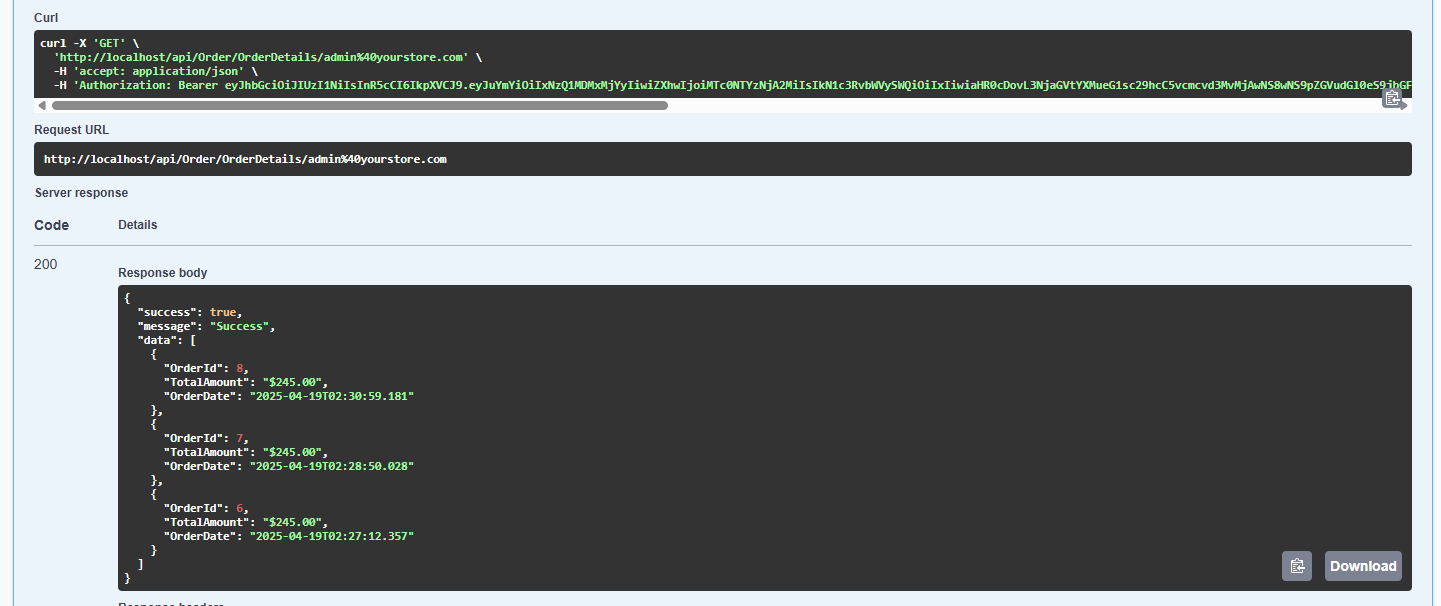 Curl
curl -X 'GET' \
'http://localhost/api/Order/OrderDetails/admin%40yourstore.com' \
-H 'accept: application/json' \
-H 'Authorization: Bearer
Request URL
http://localhost/api/Order/OrderDetails/admin%40yourstore.com
Server response
Code Details
200
Response body
{
"success": true,
"message": "Success",
"data": [
{
"OrderId": 8,
"TotalAmount": "$245.00",
"OrderDate": "2025-04-19T02:30:59.181"
},
{
"OrderId": 7,
"TotalAmount": "$245.00",
"OrderDate": "2025-04-19T02:28:50.028"
},
{
"OrderId": 6,
"TotalAmount": "$245.00",
"OrderDate": "2025-04-19T02:27:12.357"
}
]
}
Download
Response headers